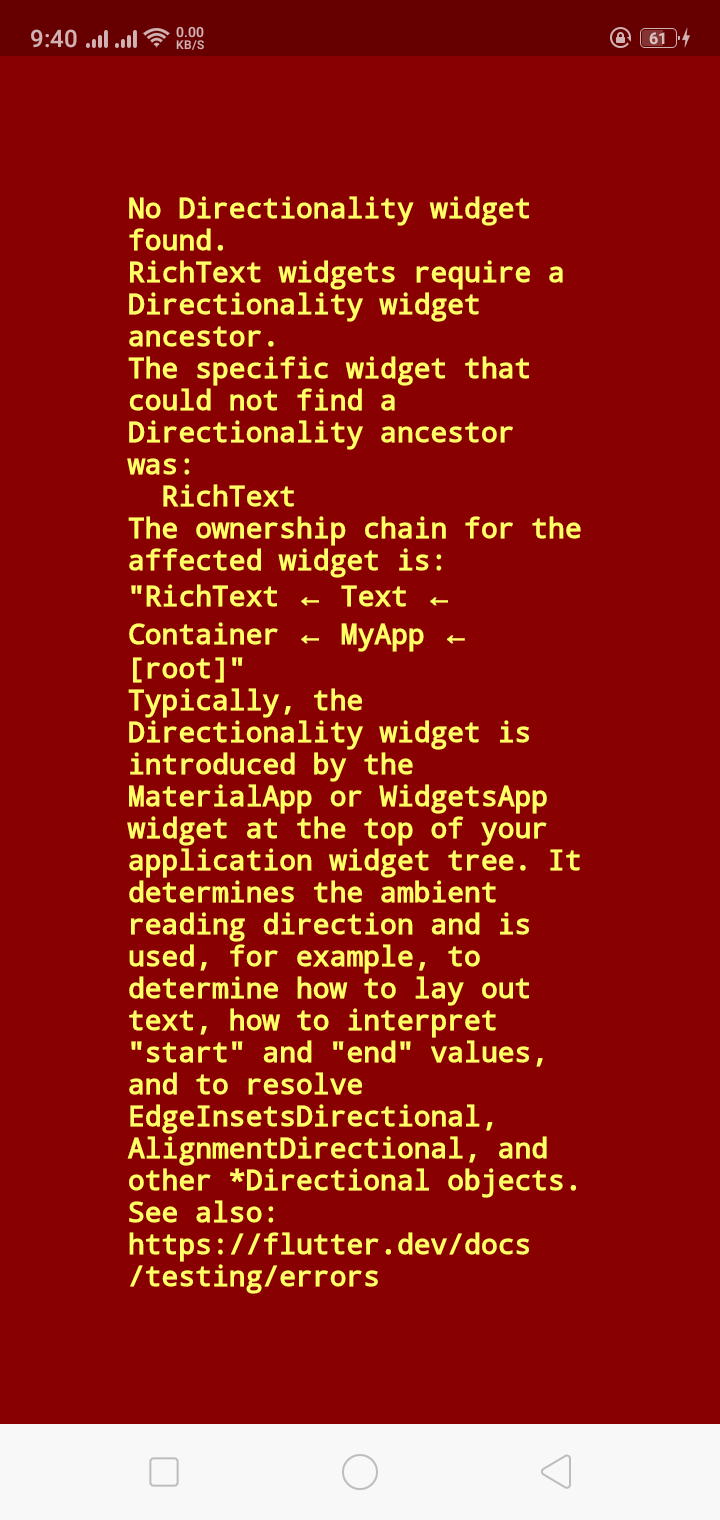 9:40
0.00
KB/S
61
No Directionality widget
found.
RichText widgets require a
Directionality widget
ancestor.
The specific widget that
could not find a
Directionality ancestor
was:
  RichText
The ownership chain for the
affected widget is:
"RichText ← Text ←
Container ← MyApp ←
[root]"
Typically, the
Directionality widget is
introduced by the
MaterialApp or WidgetsApp
widget at the top of your
application widget tree. It
determines the ambient
reading direction and is
used, for example, to
determine how to lay out
text, how to interpret
"start" and "end" values,
and to resolve
EdgeInsetsDirectional,
AlignmentDirectional, and
other *Directional objects.
See also:
https://flutter.dev/docs
/testing/errors